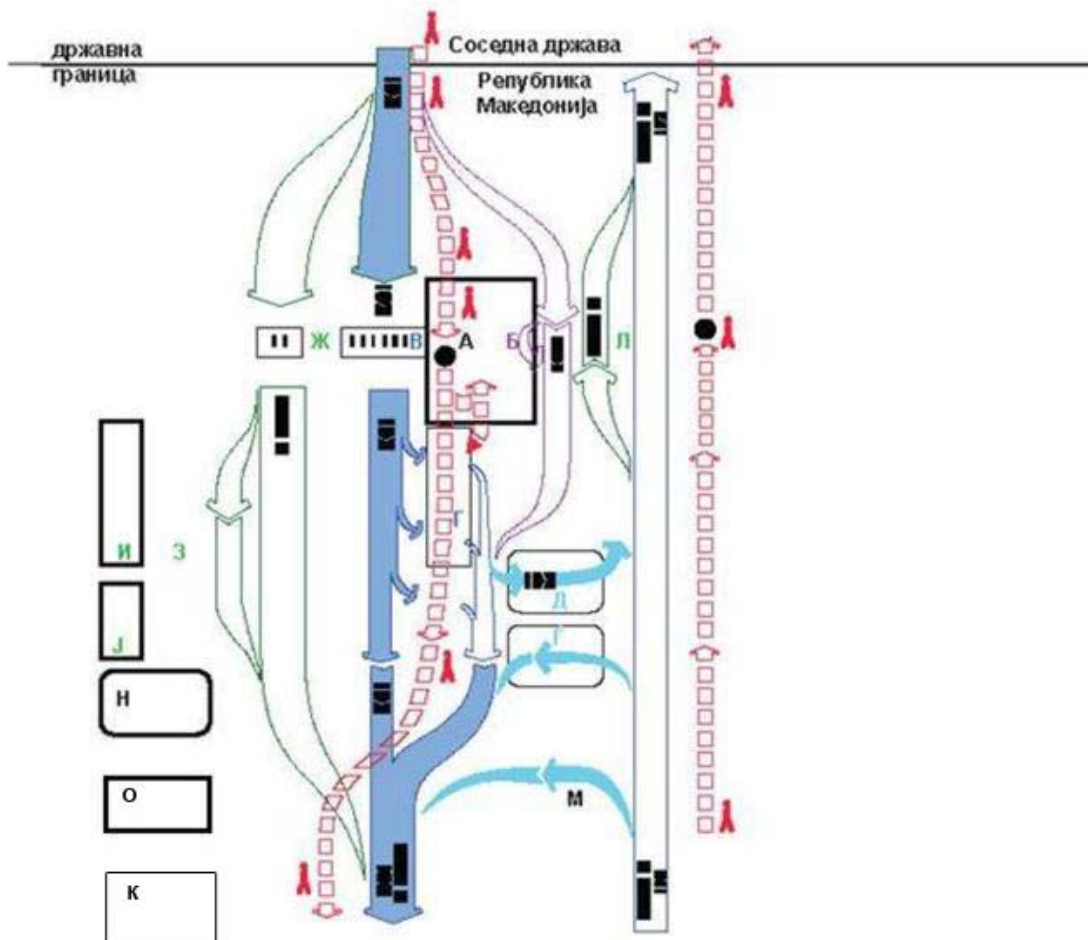 државна
граница
Соседна држава
Република
Македонија
Ж
В
А
Б
Л
Г
И
З
Д
Ј
Г
Н
М
О
К